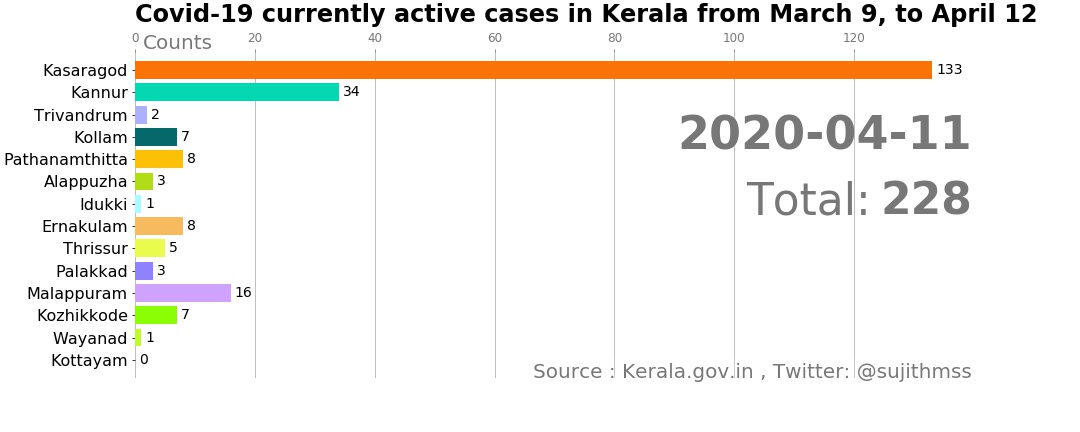 Covid-19 currently active cases in Kerala from March 9, to April 12
0 20 40 60 80 100 120
Counts
Kasaragod 133
Kannur 34
Trivandrum 2
2020-04-11
Kollam 7
Pathanamthitta 8
Alappuzha 3
Total: 228
Idukki 1
Ernakulam 8
Thrissur 5
Palakkad 3
Malappuram 16
Kozhikkode 7
Wayanad 1
Kottayam 0
Source : Kerala.gov.in , Twitter: @sujithmss